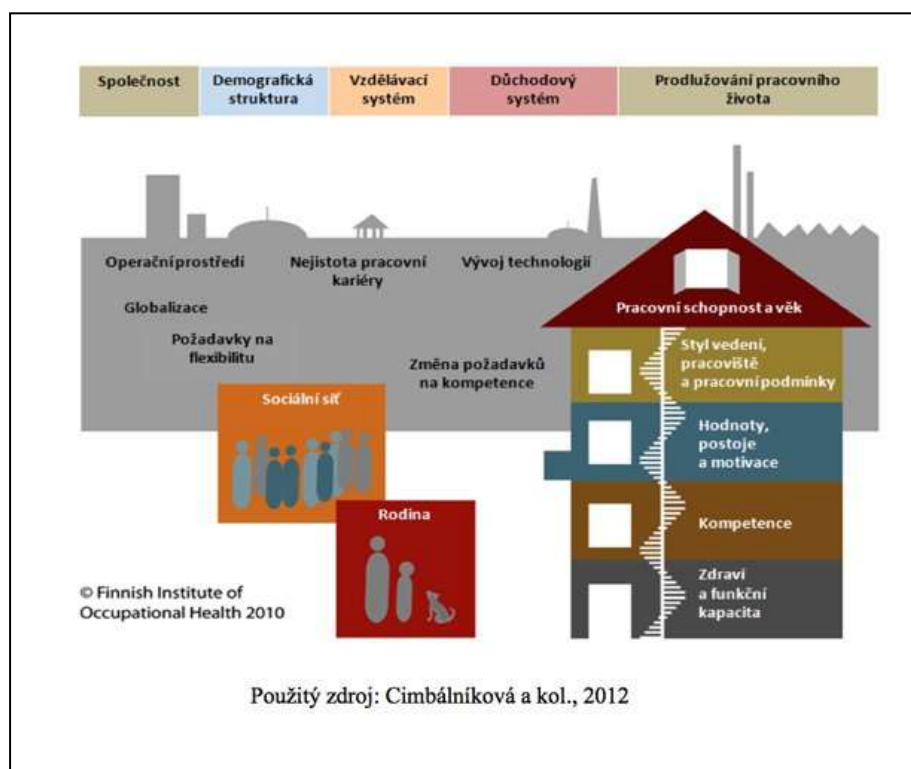 Společnost
Demografická
struktura
Vzdělávací
systém
Důchodový
systém
Prodlužování pracovního
života
Operační prostředí
Nejistota pracovní
kariéry
Vývoj technologií
Globalizace
Požadavky na
flexibilitu
Změna požadavků
na kompetence
Sociální síť
Rodina
Pracovní schopnost a věk
Styl vedení,
pracoviště
a pracovní podmínky
Hodnoty,
postoje
a motivace
Kompetence
Zdraví
a funkční
kapacita
© Finnish Institute of
Occupational Health 2010
Použitý zdroj: Cimbálníková a kol., 2012